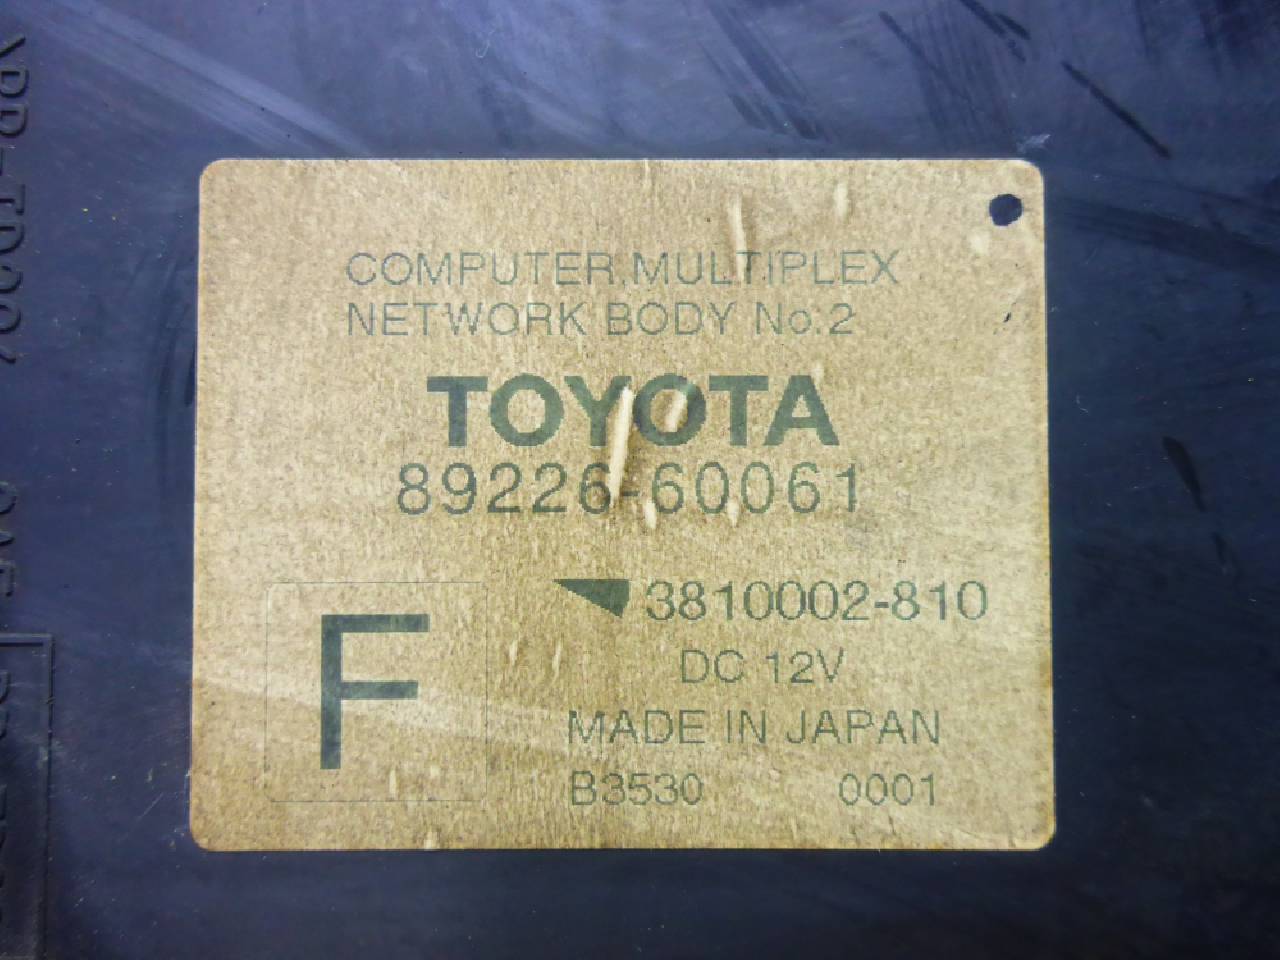 COMPUTER, MULTIPLEX
NETWORK BODY No.2
TOYOTA
89226-60061
F
3810002-810
DC 12V
MADE IN JAPAN
B3530 0001